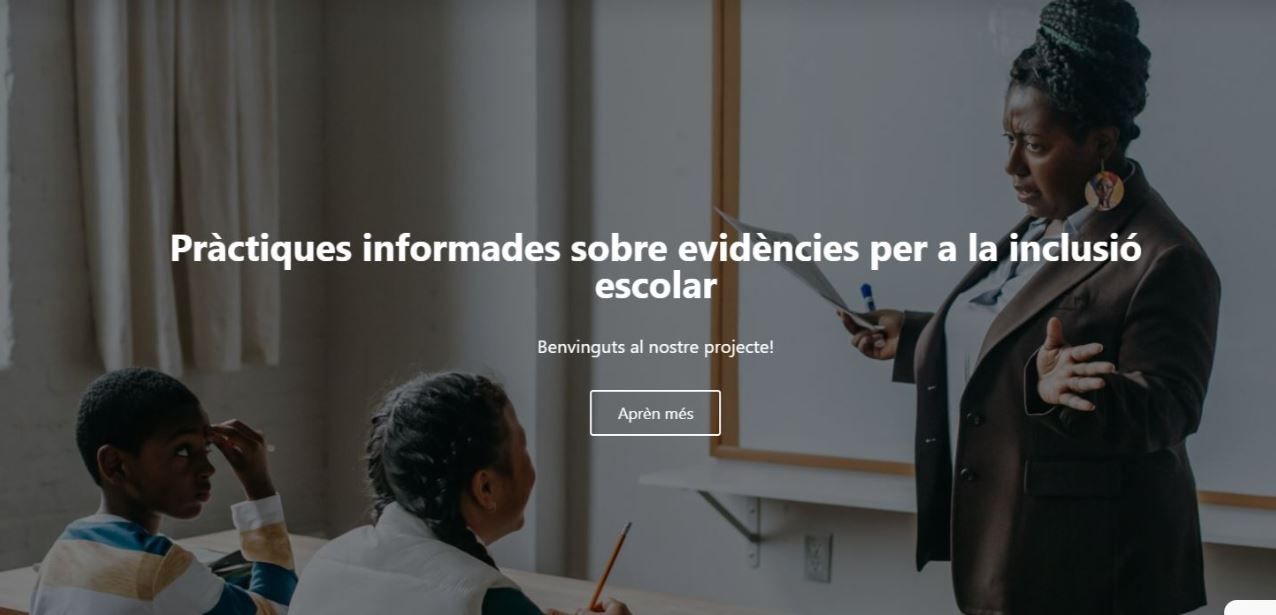 Pràctiques informades sobre evidències per a la inclusió
escolar
Benvinguts al nostre projecte!
Aprèn més